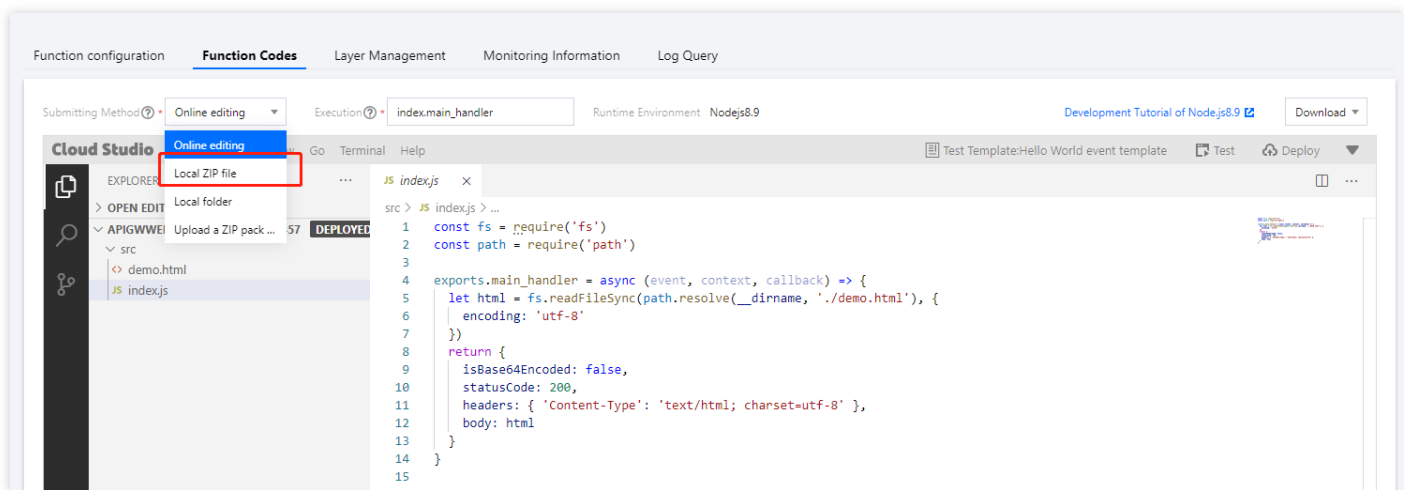 Function configuration Function Codes Layer Management Monitoring Information Log Query
Submitting Method ? * Online editing Execution ? * index.main_handler Runtime Environment Nodejs8.9 Development Tutorial of Node.js8.9 Download
Cloud Studio Online editing Go Terminal Help Test Template:Hello World event template Test Deploy
Local ZIP file
Local folder
Upload a ZIP pack ...
EXPLORER ... JS index.js × ...
> OPEN EDIT src > JS index.js > ...
APIGWWE 57 DEPLOYED
src
<> demo.html
JS index.js
1 const fs = require('fs')
2 const path = require('path')
3
4 exports.main_handler = async (event, context, callback) => {
5 let html = fs.readFileSync(path.resolve(__dirname, './demo.html'), {
6 encoding: 'utf-8'
7 })
8 return {
9 isBase64Encoded: false,
10 statusCode: 200,
11 headers: { 'Content-Type': 'text/html; charset=utf-8' },
12 body: html
13 }
14 }
15